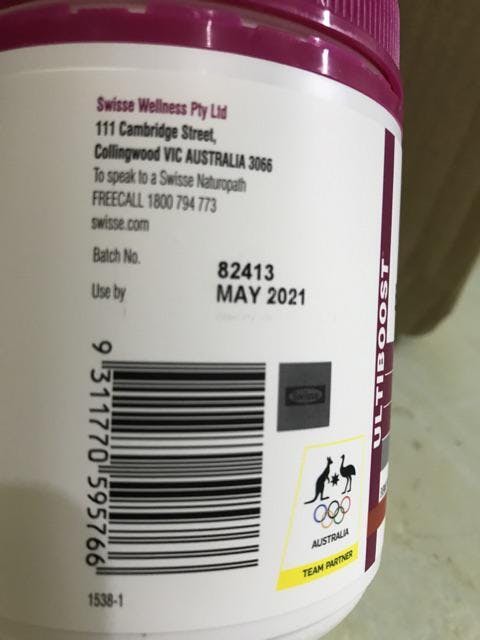 Swisse Wellness Pty Ltd
111 Cambridge Street,
Collingwood VIC AUSTRALIA 3066
To speak to a Swisse Naturopath
FREECALL 1800 794 773
swisse.com
Batch No. 82413
Use by MAY 2021
9 311770 595766
Swisse
AUSTRALIA
TEAM PARTNER
1538-1
ULTIBOOST